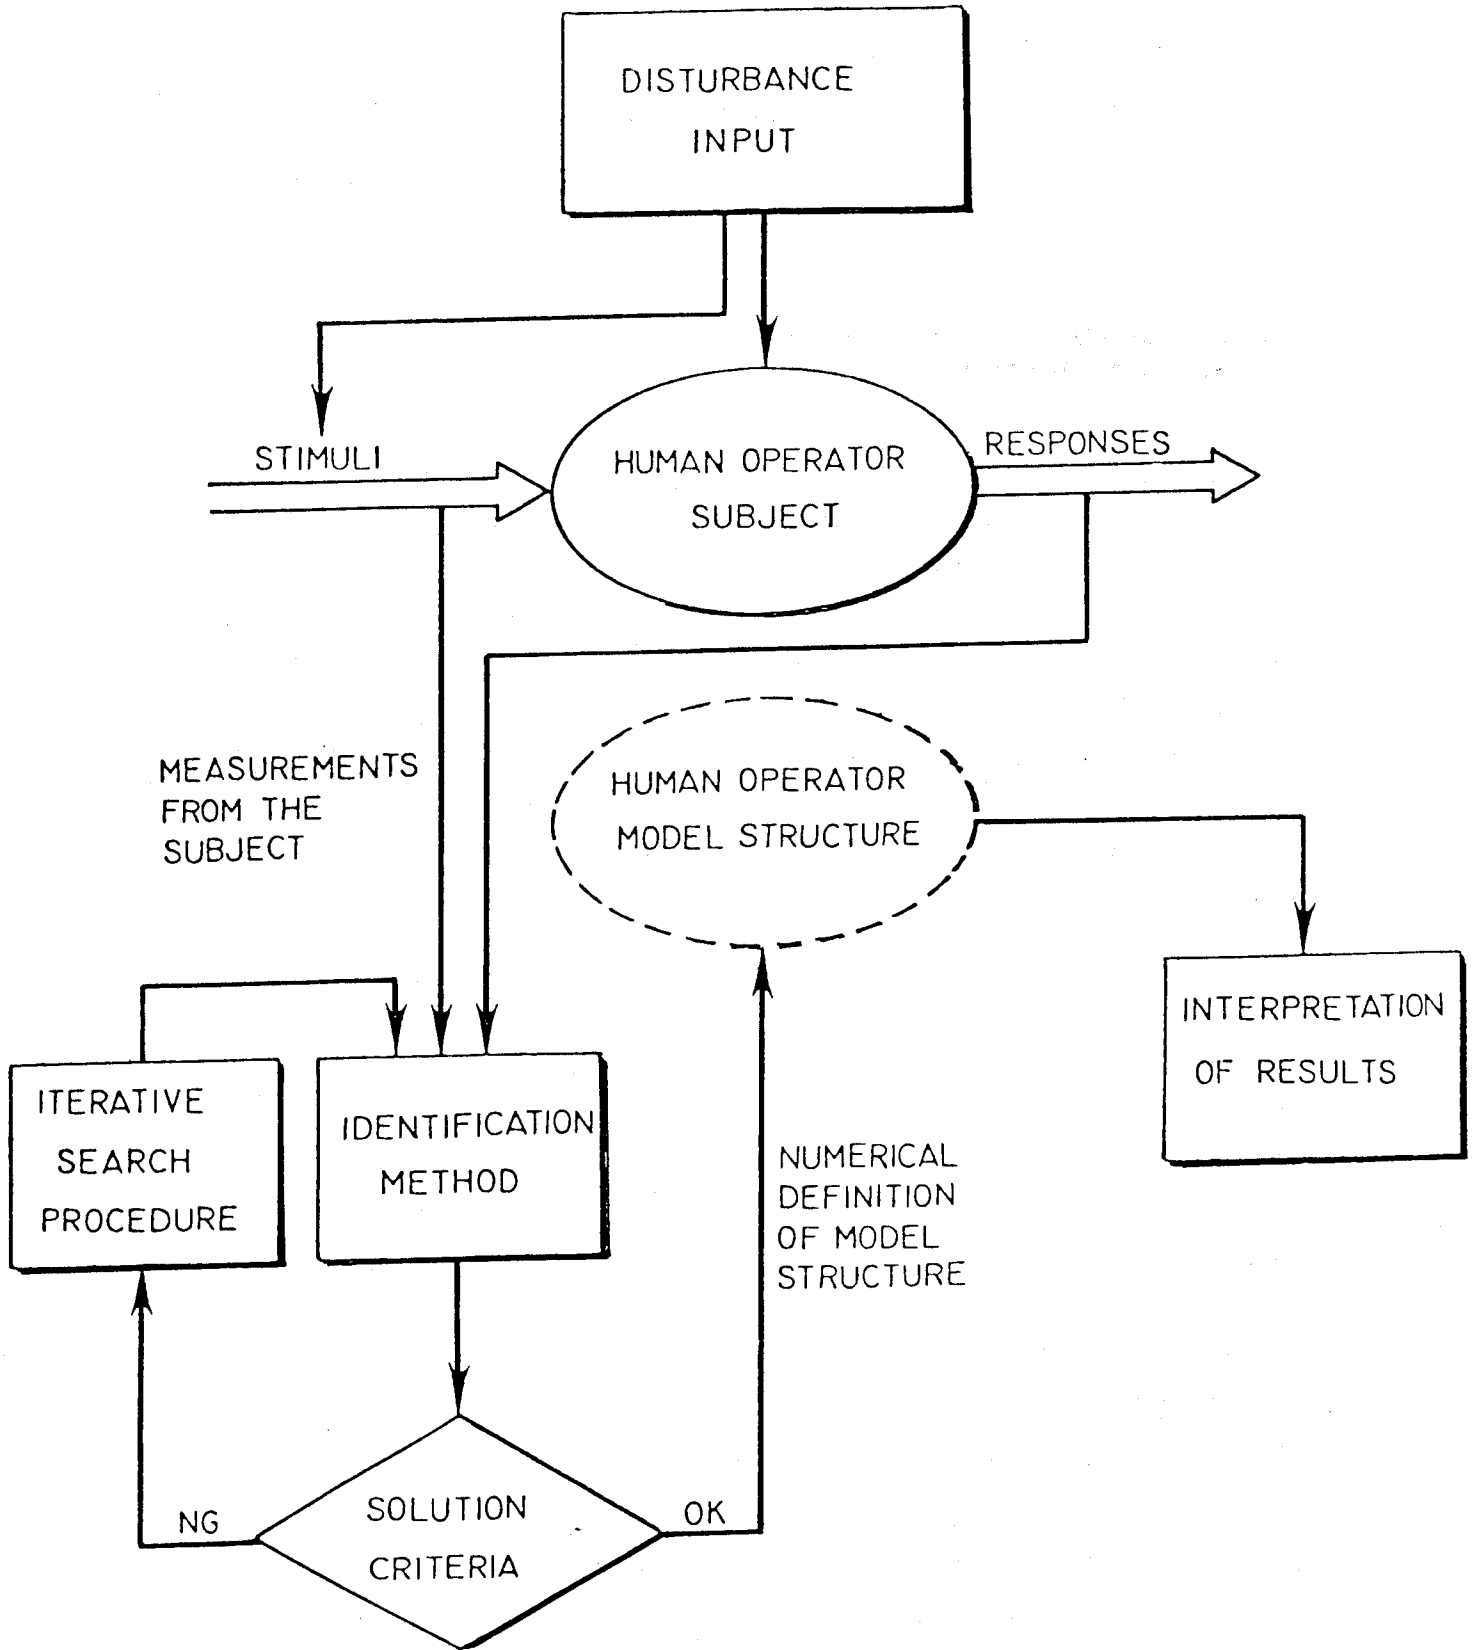 DISTURBANCE
INPUT
STIMULI
HUMAN OPERATOR
SUBJECT
RESPONSES
MEASUREMENTS
FROM THE
SUBJECT
HUMAN OPERATOR
MODEL STRUCTURE
INTERPRETATION
OF RESULTS
ITERATIVE
SEARCH
PROCEDURE
IDENTIFICATION
METHOD
NUMERICAL
DEFINITION
OF MODEL
STRUCTURE
NG
SOLUTION
CRITERIA
OK